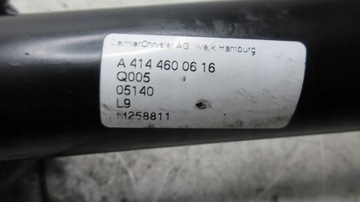 DaimlerChrysler AG Werk Hamburg
A 414 460 06 16
Q005
05140
L9
M258811